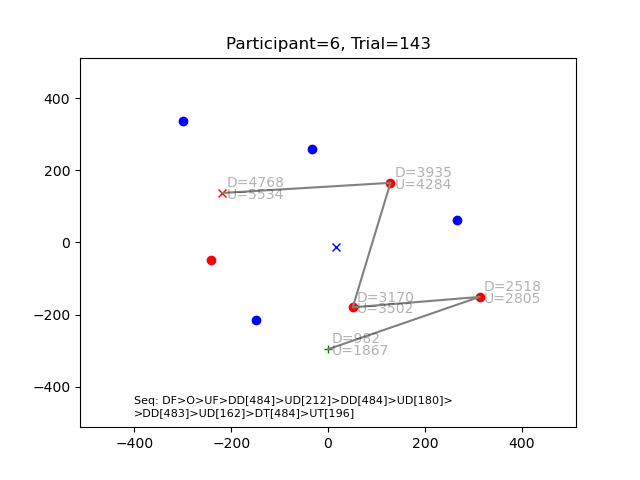 Participant=6, Trial=143
400
200
0
−200
−400
−400
−200
0
200
400
D=4768
U=5534
D=3935
U=4284
D=3170
U=3502
D=2518
U=2805
D=982
U=1867
Seq: DF>O>UF>DD[484]>UD[212]>DD[484]>UD[180]>
>DD[483]>UD[162]>DT[484]>UT[196]